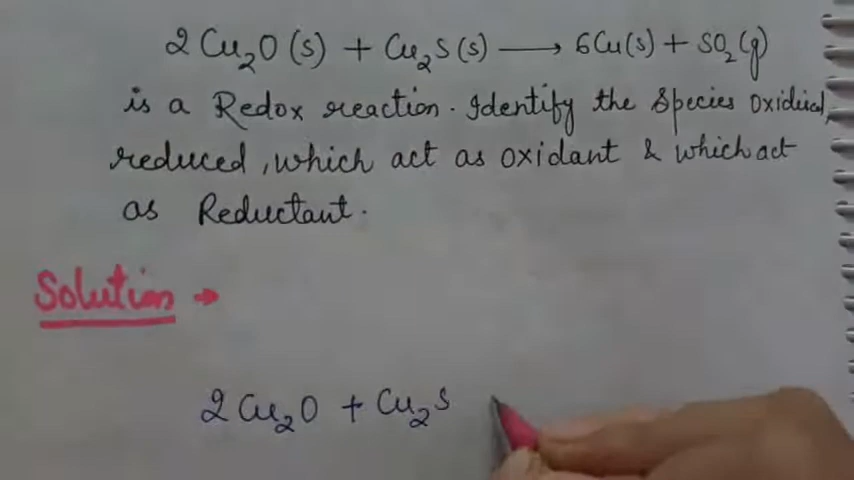 2 Cu₂O (s) + Cu₂S (s) ⟶ 6Cu(s) + SO₂(g)
is a Redox reaction. Identify the Species Oxidised,
reduced, which act as oxidant & which act
as Reductant.
Solution →
2 Cu₂O + Cu₂S